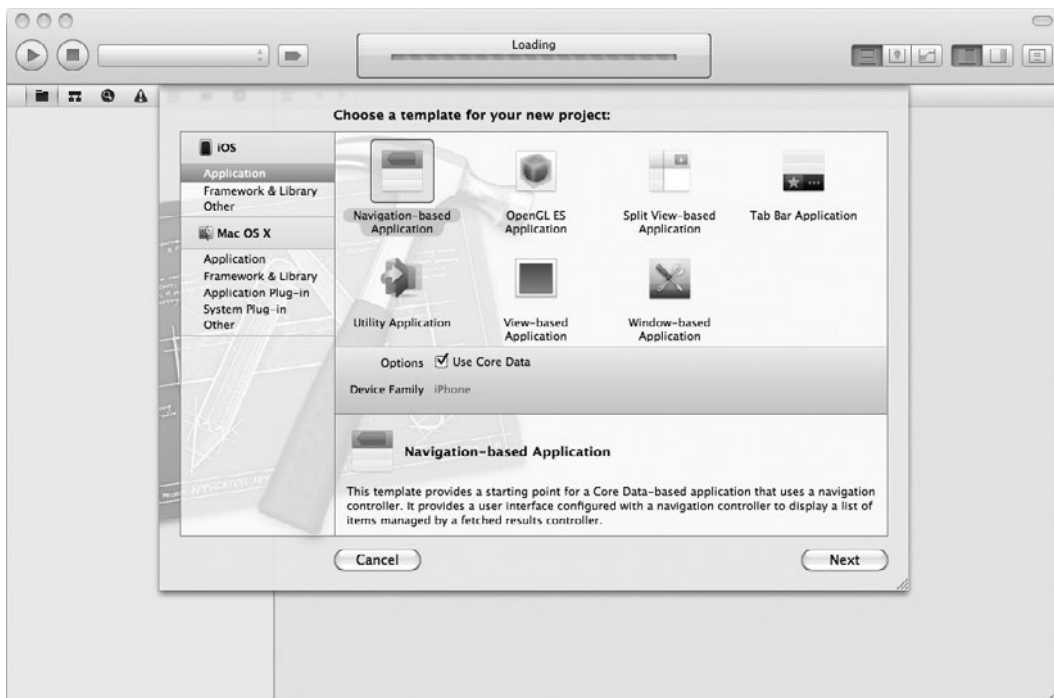 Loading
Choose a template for your new project:
iOS
Application
Framework & Library
Other
Mac OS X
Application
Framework & Library
Application Plug-in
System Plug-in
Other
Navigation-based
Application
OpenGL ES
Application
Split View-based
Application
Tab Bar Application
Utility Application
View-based
Application
Window-based
Application
Options Use Core Data
Device Family iPhone
Navigation-based Application
This template provides a starting point for a Core Data-based application that uses a navigation
controller. It provides a user interface configured with a navigation controller to display a list of
items managed by a fetched results controller.
Cancel
Next